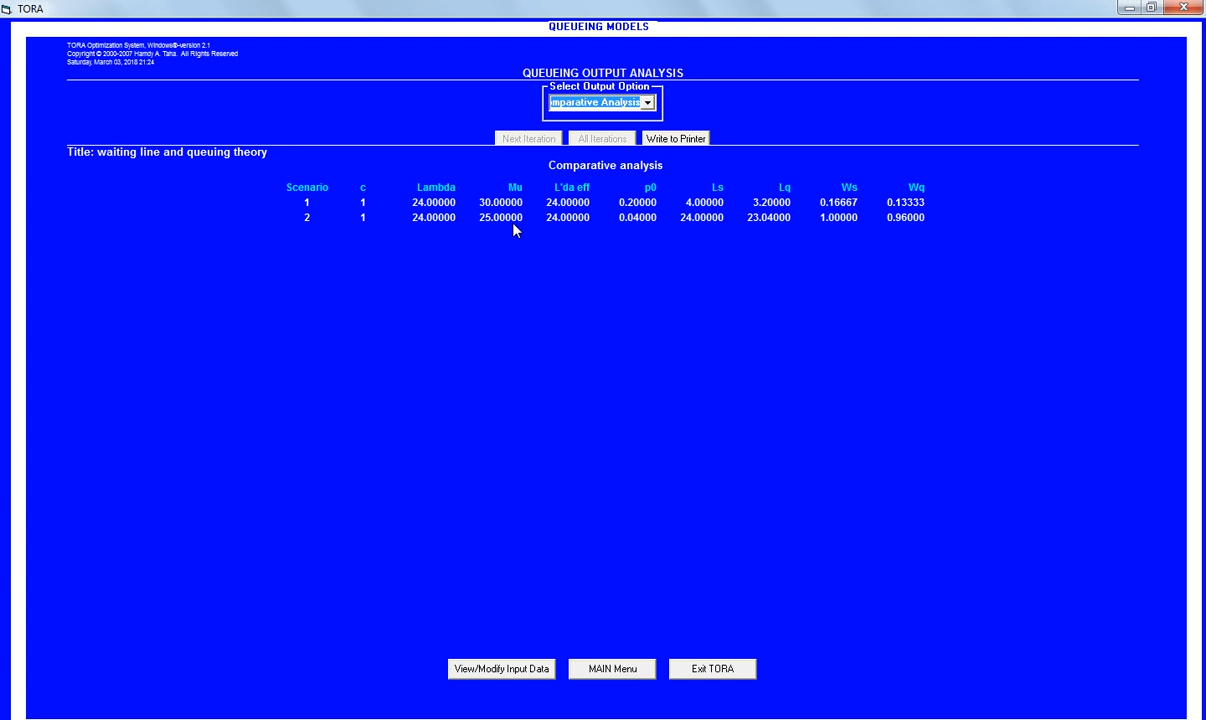 TORA
QUEUEING MODELS
TORA Optimization System, Windows®-version 2.1
Copyright © 2000-2007 Hamdy A. Taha. All Rights Reserved
Saturday, March 03, 2018 21:24
QUEUEING OUTPUT ANALYSIS
Select Output Option
mparative Analysis
Next Iteration All Iterations Write to Printer
Title: waiting line and queuing theory
Comparative analysis
Scenario c Lambda Mu L'da eff p0 Ls Lq Ws Wq
1 1 24.00000 30.00000 24.00000 0.20000 4.00000 3.20000 0.16667 0.13333
2 1 24.00000 25.00000 24.00000 0.04000 24.00000 23.04000 1.00000 0.96000
View/Modify Input Data MAIN Menu Exit TORA